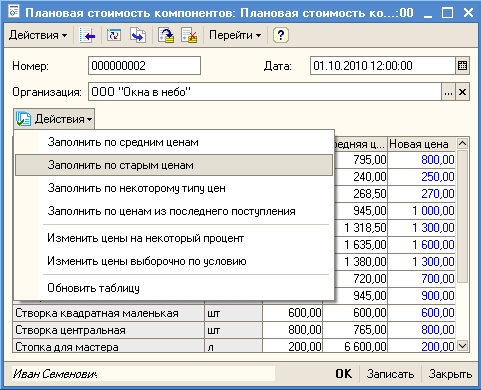 Плановая стоимость компонентов: Плановая стоимость ко...:00
Действия Перейти ?
Номер: 000000002 Дата: 01.10.2010 12:00:00
Организация: ООО "Окна в небо" ... ×
Действия
Заполнить по средним ценам
Заполнить по старым ценам
Заполнить по некоторому типу цен
Заполнить по ценам из последнего поступления
Изменить цены на некоторый процент
Изменить цены выборочно по условию
Обновить таблицу
едняя ц... Новая цена
795,00 800,00
240,00 250,00
268,50 270,00
945,00 1 000,00
1 318,50 1 300,00
1 635,00 1 600,00
1 380,00 1 300,00
720,00 700,00
945,00 900,00
Створка квадратная маленькая шт 600,00 600,00 600,00
Створка центральная шт 800,00 765,00 800,00
Стопка для мастера л 200,00 6 600,00 200,00
Иван Семенович OK Записать Закрыть